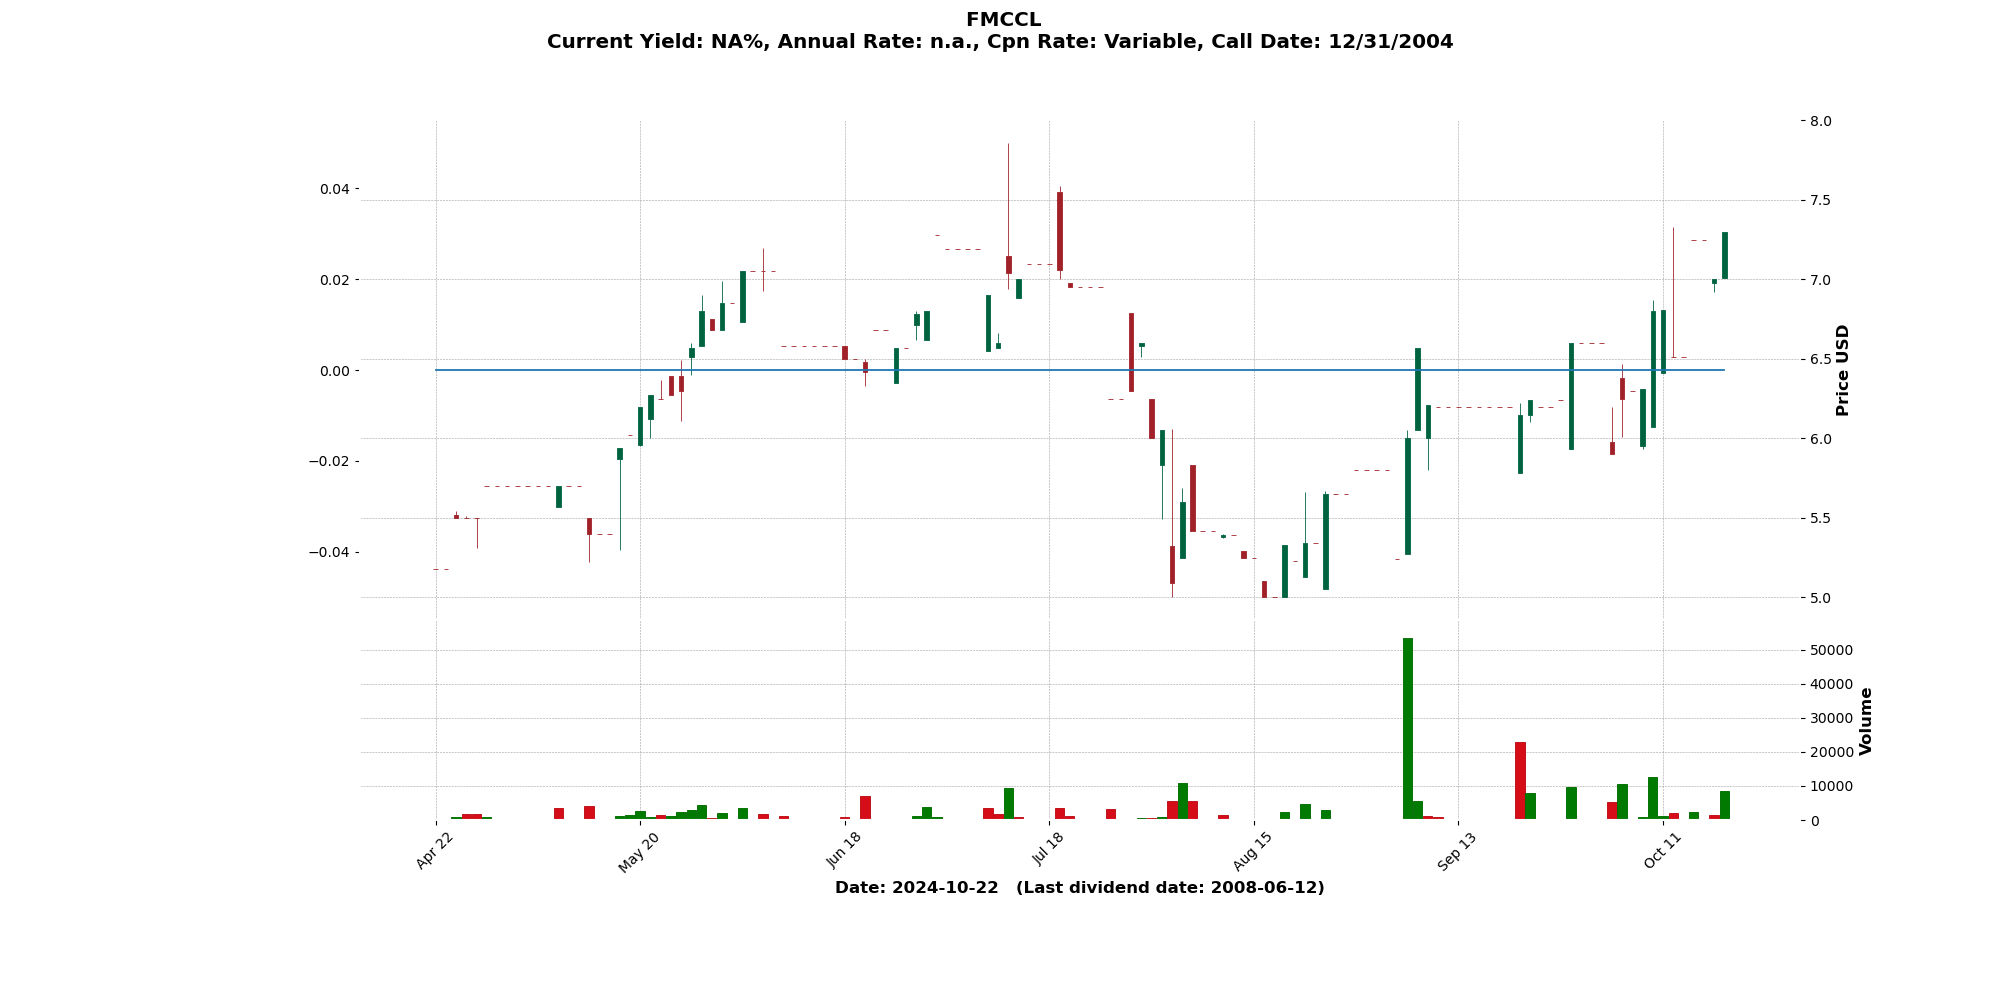 FMCCL
Current Yield: NA%, Annual Rate: n.a., Cpn Rate: Variable, Call Date: 12/31/2004
0.04
0.02
0.00
−0.02
−0.04
8.0
7.5
7.0
6.5
6.0
5.5
5.0
Price USD
50000
40000
30000
20000
10000
0
Volume
Apr 22
May 20
Jun 18
Jul 18
Aug 15
Sep 13
Oct 11
Date: 2024-10-22   (Last dividend date: 2008-06-12)